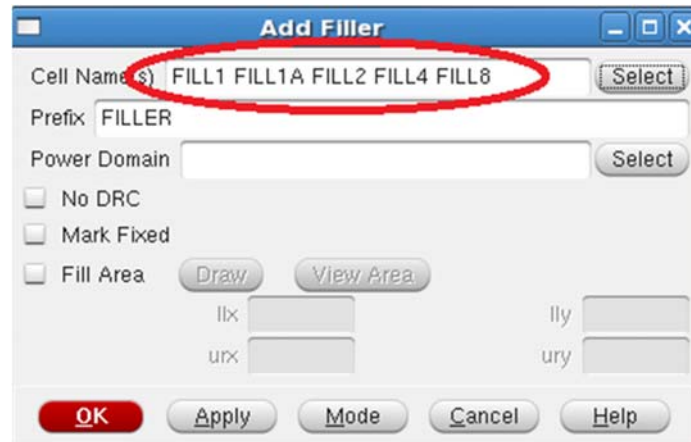 Add Filler
Cell Name(s) FILL1 FILL1A FILL2 FILL4 FILL8 Select
Prefix FILLER
Power Domain Select
No DRC
Mark Fixed
Fill Area Draw View Area
llx lly
urx ury
OK Apply Mode Cancel Help